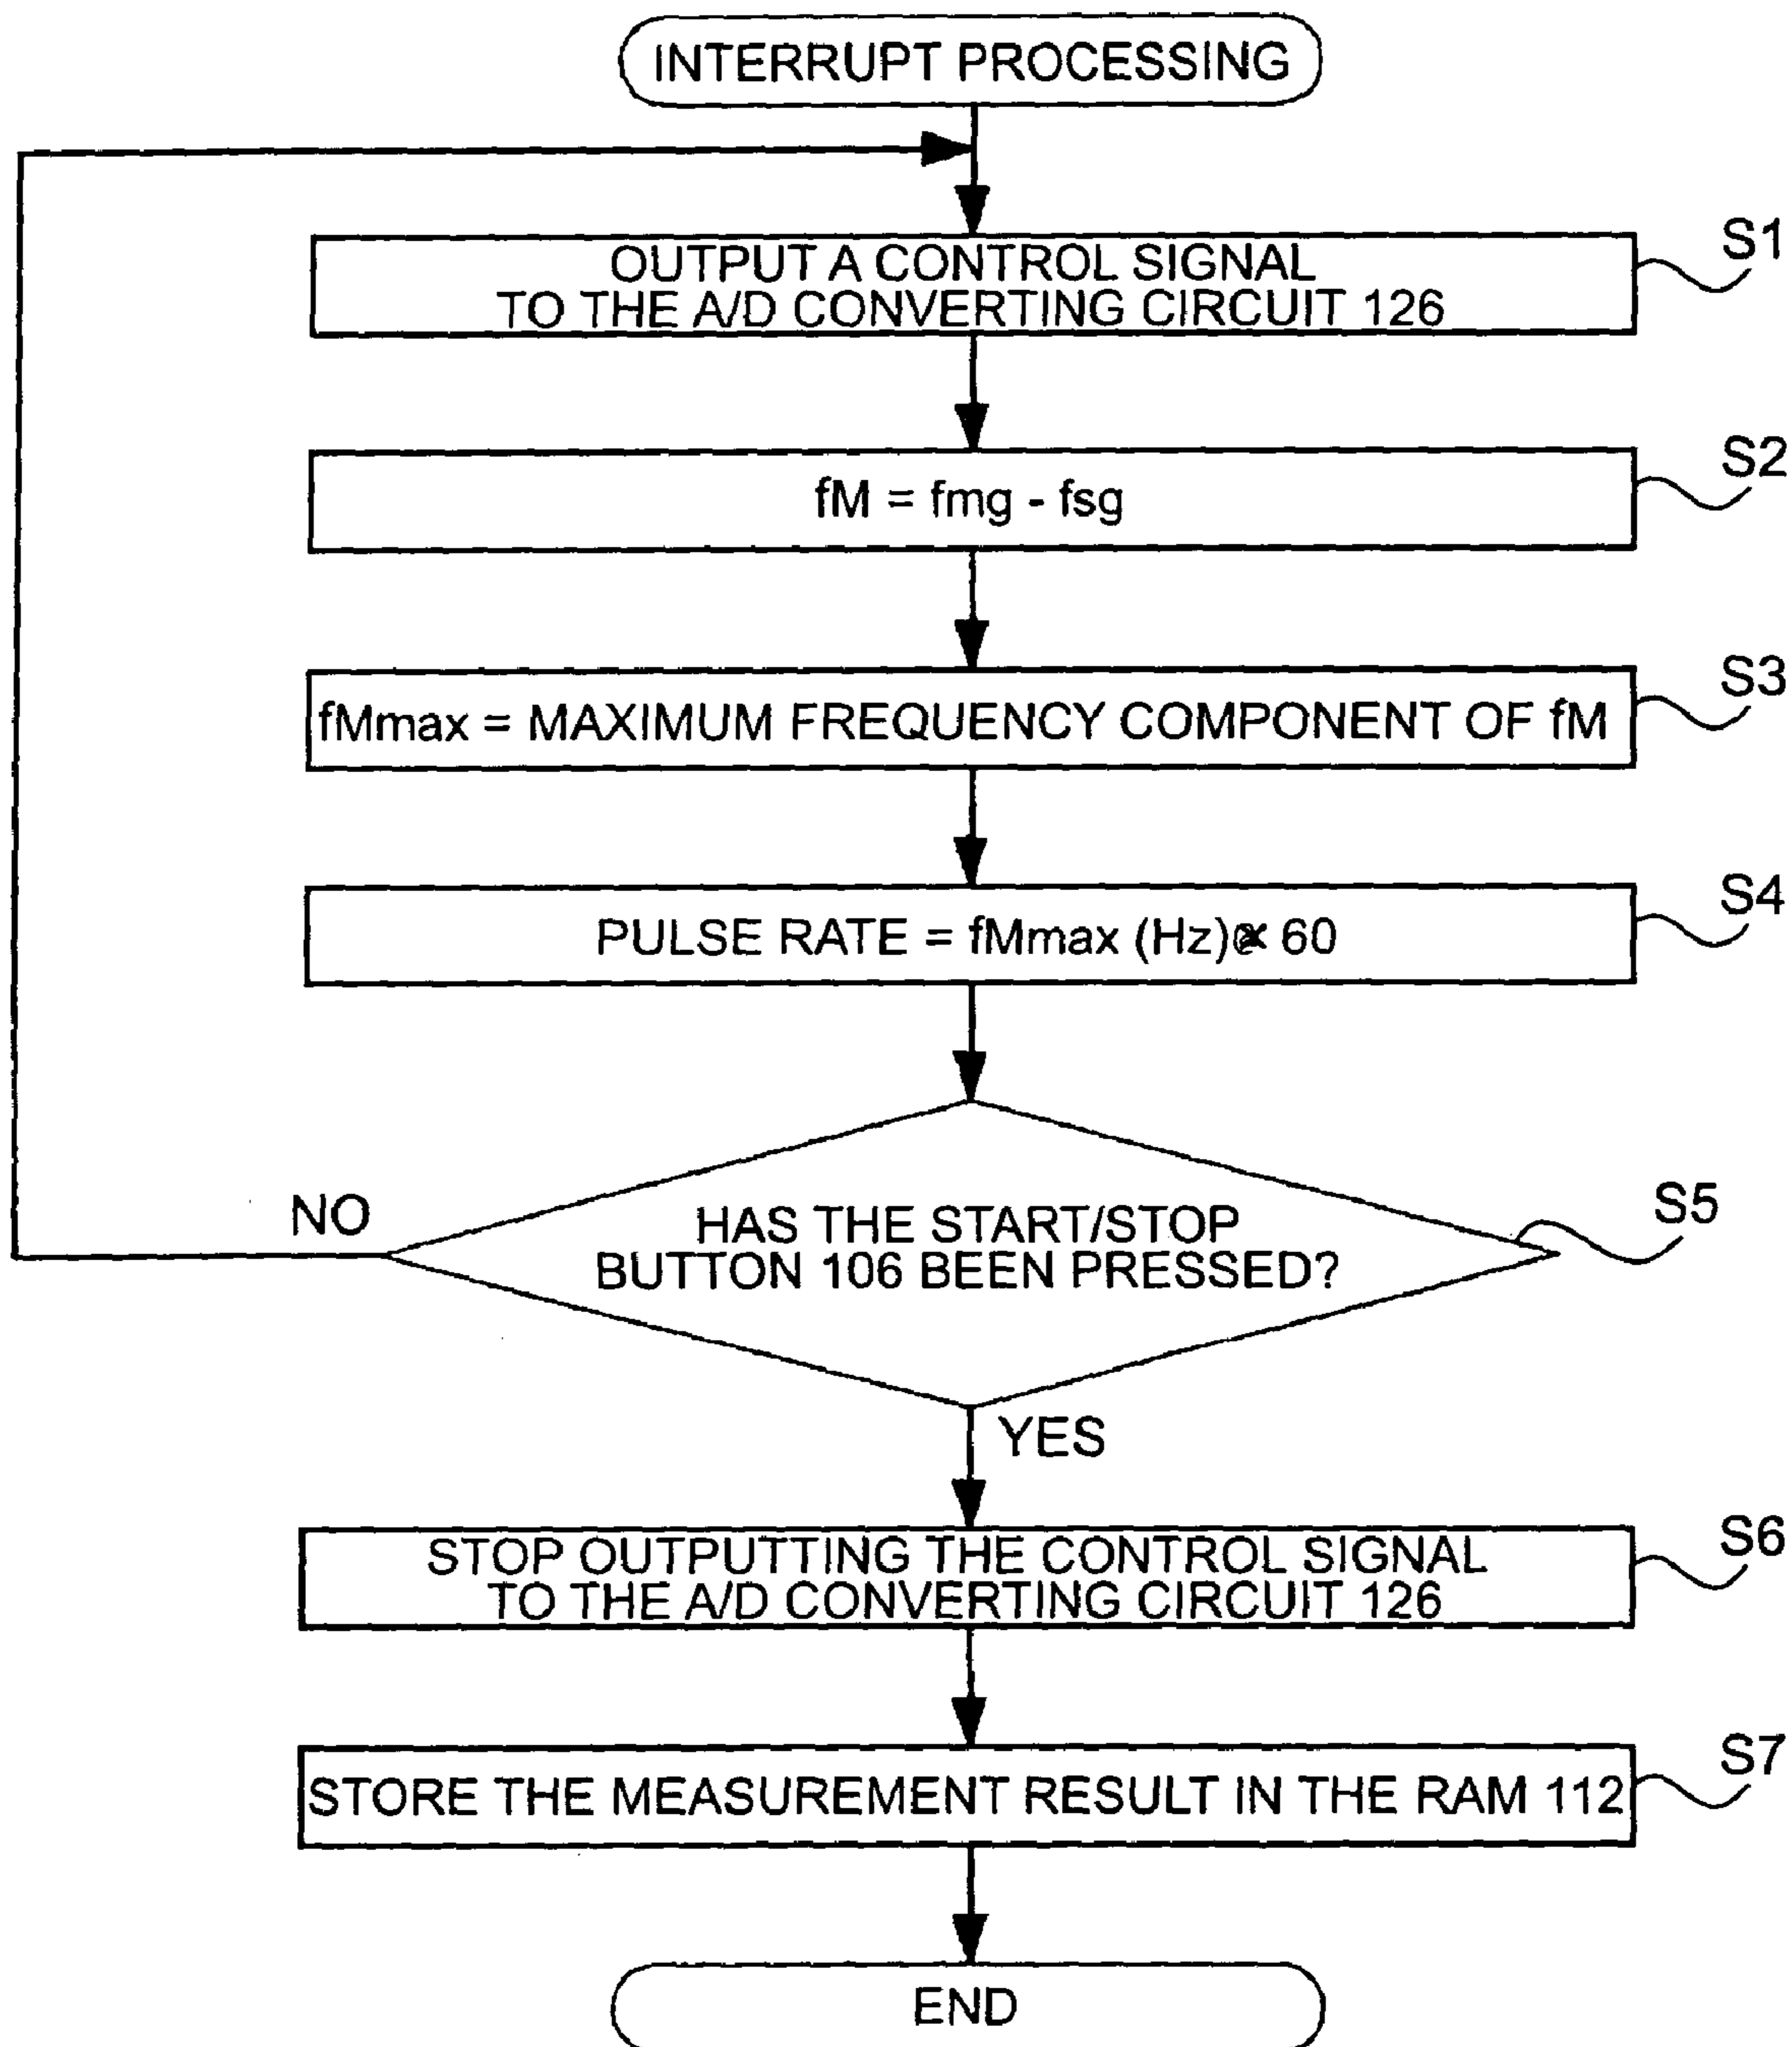 INTERRUPT PROCESSING
S1
OUTPUT A CONTROL SIGNAL
TO THE A/D CONVERTING CIRCUIT 126
S2
fM = fmg - fsg
S3
fMmax = MAXIMUM FREQUENCY COMPONENT OF fM
S4
PULSE RATE = fMmax (Hz) 60
HAS THE START/STOP
BUTTON 106 BEEN PRESSED?
S5
NO
YES
S6
STOP OUTPUTTING THE CONTROL SIGNAL
TO THE A/D CONVERTING CIRCUIT 126
S7
STORE THE MEASUREMENT RESULT IN THE RAM 112
END